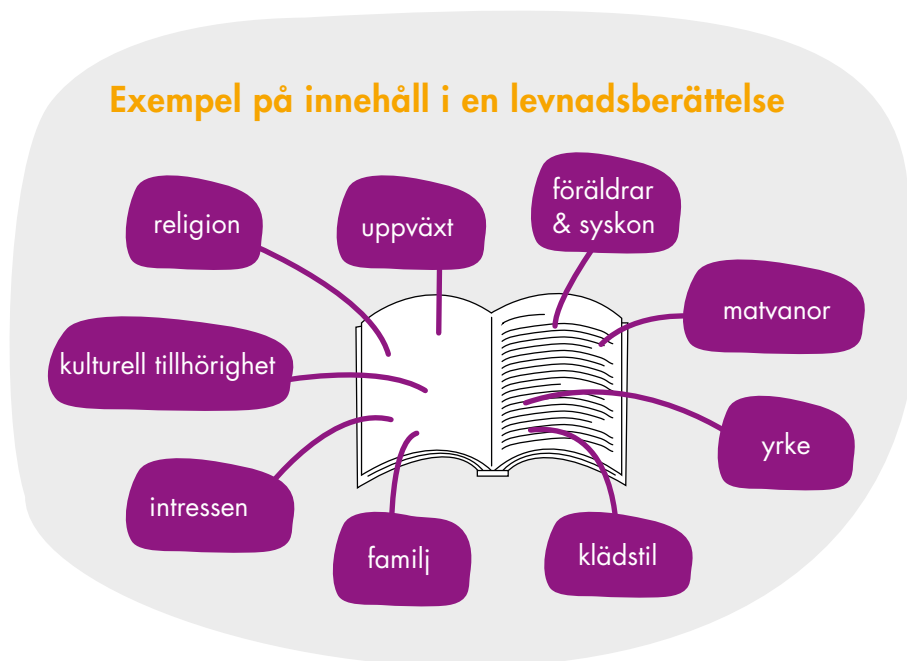 Exempel på innehåll i en levnadsberättelse
religion
uppväxt
föräldrar
& syskon
matvanor
kulturell tillhörighet
yrke
intressen
familj
klädstil